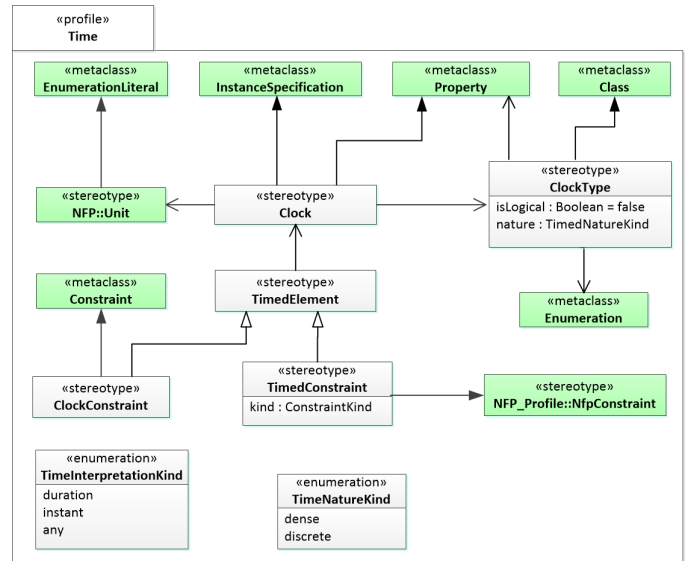 «profile»
Time
«metaclass»
EnumerationLiteral
«metaclass»
InstanceSpecification
«metaclass»
Property
«metaclass»
Class
«stereotype»
NFP::Unit
«stereotype»
Clock
«stereotype»
ClockType
isLogical : Boolean = false
nature : TimedNatureKind
«metaclass»
Constraint
«stereotype»
TimedElement
«metaclass»
Enumeration
«stereotype»
ClockConstraint
«stereotype»
TimedConstraint
kind : ConstraintKind
«stereotype»
NFP_Profile::NfpConstraint
«enumeration»
TimeInterpretationKind
duration
instant
any
«enumeration»
TimeNatureKind
dense
discrete